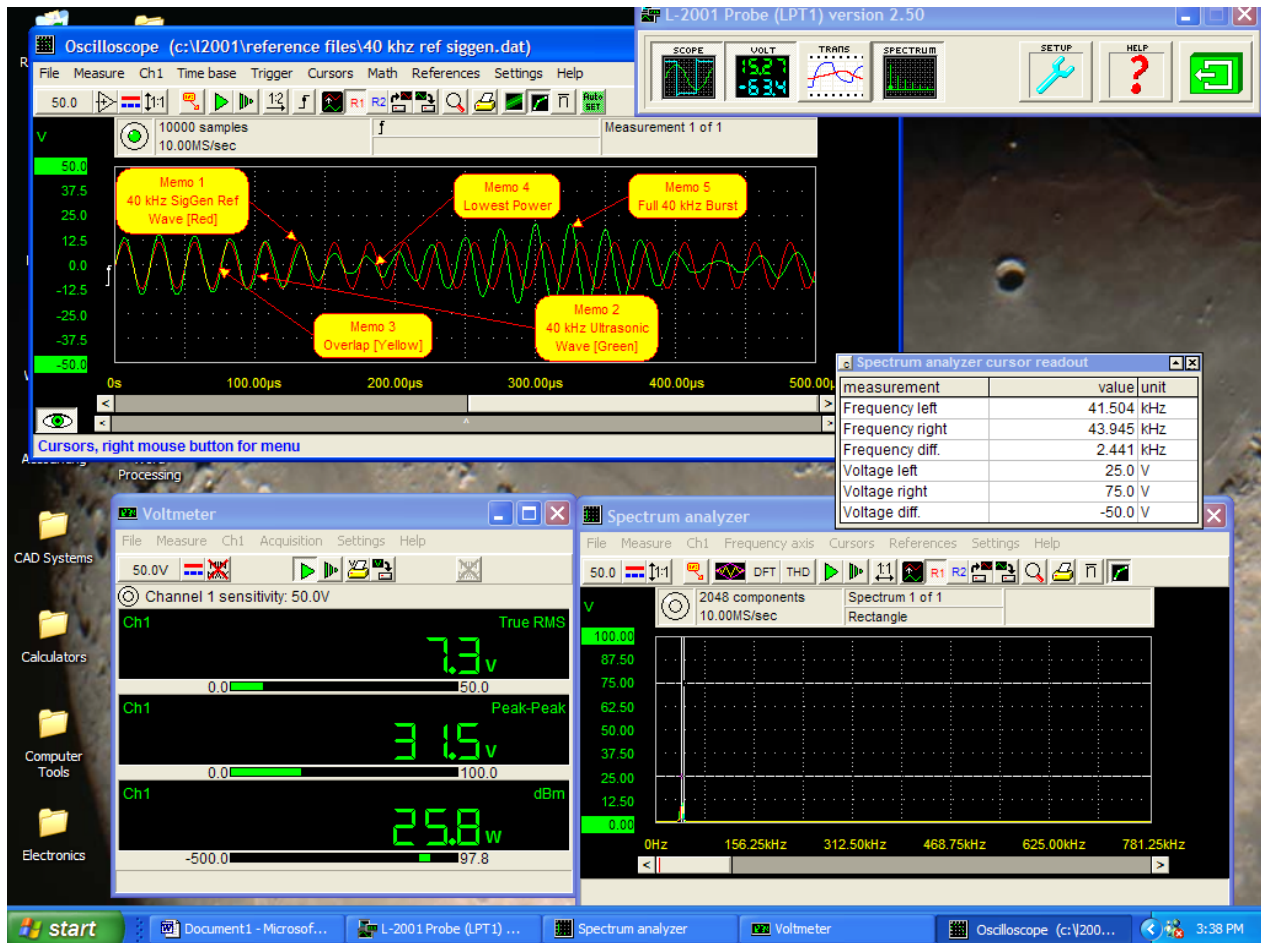 L-2001 Probe (LPT1) version 2.50
SCOPE VOLT TRANS SPECTRUM SETUP HELP
15.27
-63.4
Oscilloscope (c:\l2001\reference files\40 khz ref siggen.dat)
File Measure Ch1 Time base Trigger Cursors Math References Settings Help
50.0 1:1 1:2 R1 R2 Auto SET
V
10000 samples
10.00MS/sec
Measurement 1 of 1
50.0
37.5
25.0
12.5
0.0
-12.5
-25.0
-37.5
-50.0
Memo 1
40 kHz SigGen Ref
Wave [Red]
Memo 4
Lowest Power
Memo 5
Full 40 kHz Burst
Memo 3
Overlap [Yellow]
Memo 2
40 kHz Ultrasonic
Wave [Green]
0s 100.00µs 200.00µs 300.00µs 400.00µs
Cursors, right mouse button for menu
Spectrum analyzer cursor readout
measurement value unit
Frequency left 41.504 kHz
Frequency right 43.945 kHz
Frequency diff. 2.441 kHz
Voltage left 25.0 V
Voltage right 75.0 V
Voltage diff. -50.0 V
Processing
CAD Systems
Calculators
Computer
Tools
Electronics
Voltmeter
File Measure Ch1 Acquisition Settings Help
50.0V
Channel 1 sensitivity: 50.0V
Ch1 True RMS
7.3 V
0.0 50.0
Ch1 Peak-Peak
31.5 V
0.0 100.0
Ch1 dBm
25.8 W
-500.0 97.8
Spectrum analyzer
File Measure Ch1 Frequency axis Cursors References Settings Help
50.0 1:1 DFT THD 1:1 R1 R2
V
2048 components
10.00MS/sec
Spectrum 1 of 1
Rectangle
100.00
87.50
75.00
62.50
50.00
37.50
25.00
12.50
0.00
0Hz 156.25kHz 312.50kHz 468.75kHz 625.00kHz 781.25kHz
start Document1 - Microsof... L-2001 Probe (LPT1) ... Spectrum analyzer Voltmeter Oscilloscope (c:\l200... 3:38 PM